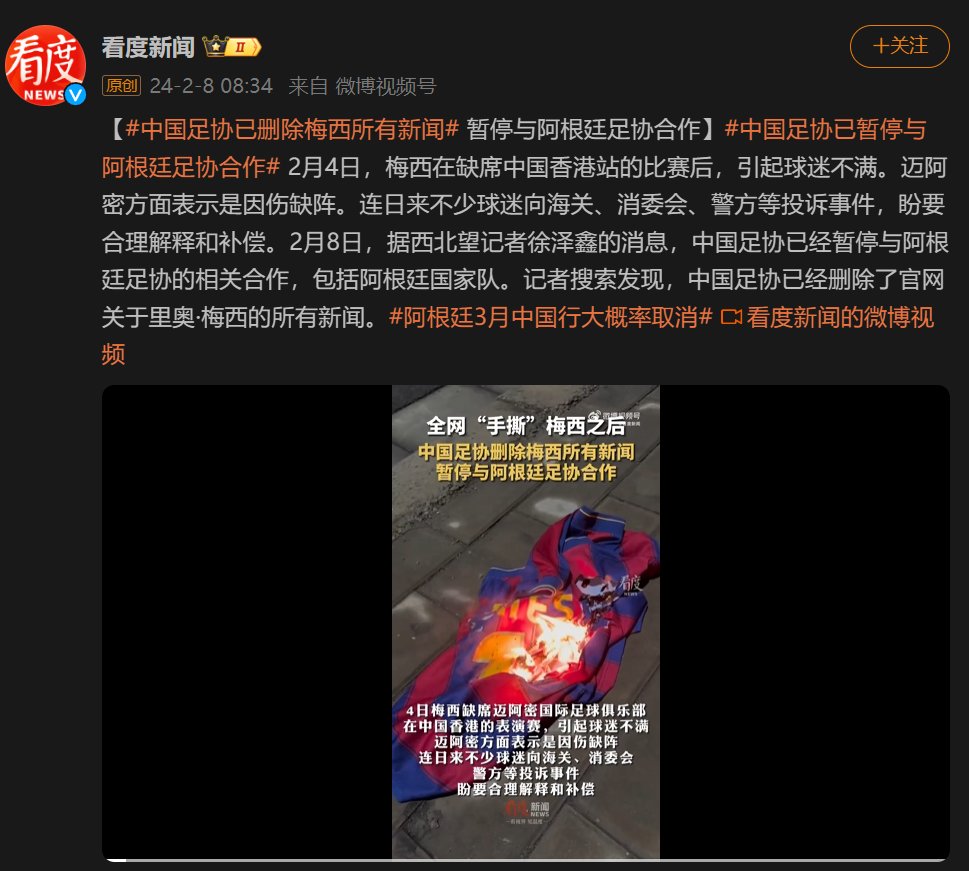 看度
NEWS
看度新闻
II
+关注
原创 24-2-8 08:34 来自 微博视频号
【#中国足协已删除梅西所有新闻# 暂停与阿根廷足协合作】#中国足协已暂停与
阿根廷足协合作# 2月4日，梅西在缺席中国香港站的比赛后，引起球迷不满。迈阿
密方面表示是因伤缺阵。连日来不少球迷向海关、消委会、警方等投诉事件，盼要
合理解释和补偿。2月8日，据西北望记者徐泽鑫的消息，中国足协已经暂停与阿根
廷足协的相关合作，包括阿根廷国家队。记者搜索发现，中国足协已经删除了官网
关于里奥·梅西的所有新闻。#阿根廷3月中国行大概率取消# 看度新闻的微博视
频
微博视频号
全网“手撕”梅西之后
中国足协删除梅西所有新闻
暂停与阿根廷足协合作
看度
NEWS
4日梅西缺席迈阿密国际足球俱乐部
在中国香港的表演赛，引起球迷不满
迈阿密方面表示是因伤缺阵
连日来不少球迷向海关、消委会
警方等投诉事件
盼要合理解释和补偿
新闻
NEWS